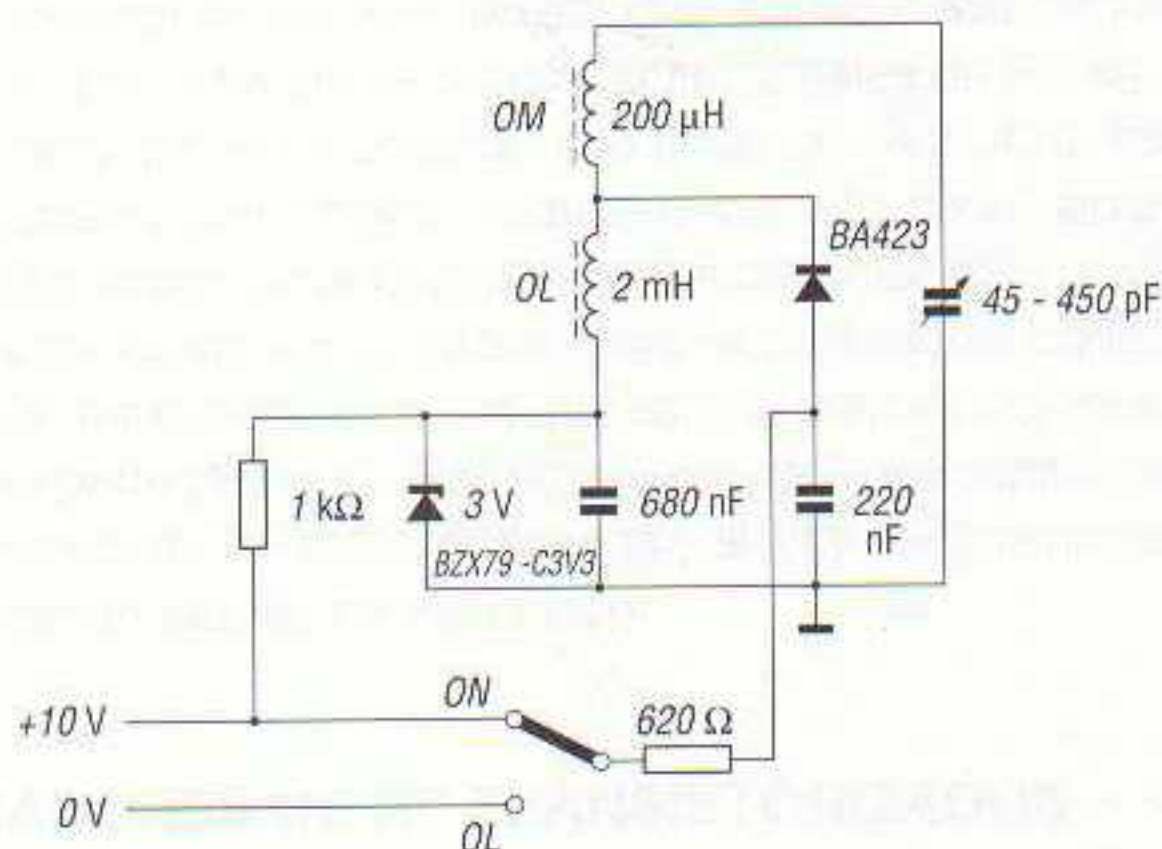 OM
200 µH
BA423
OL
2 mH
45 - 450 pF
1 kΩ
3 V
680 nF
220
nF
BZX79 -C3V3
ON
620 Ω
+10 V
0V
OL